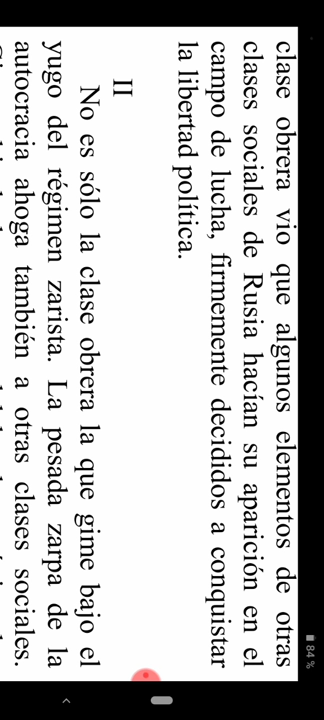 clase obrera vio que algunos elementos de otras
clases sociales de Rusia hacían su aparición en el
campo de lucha, firmemente decididos a conquistar
la libertad política.
II
No es sólo la clase obrera la que gime bajo el
yugo del régimen zarista. La pesada zarpa de la
autocracia ahoga también a otras clases sociales.
84 %